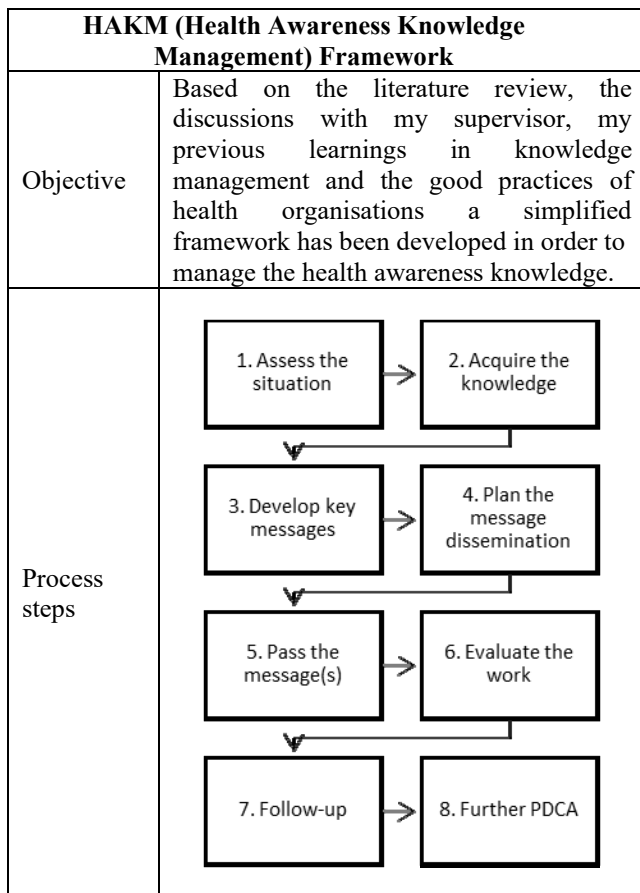 HAKM (Health Awareness Knowledge
Management) Framework
Objective
Based on the literature review, the
discussions with my supervisor, my
previous learnings in knowledge
management and the good practices of
health organisations a simplified
framework has been developed in order to
manage the health awareness knowledge.
Process
steps
1. Assess the
situation
2. Acquire the
knowledge
3. Develop key
messages
4. Plan the
message
dissemination
5. Pass the
message(s)
6. Evaluate the
work
7. Follow-up
8. Further PDCA